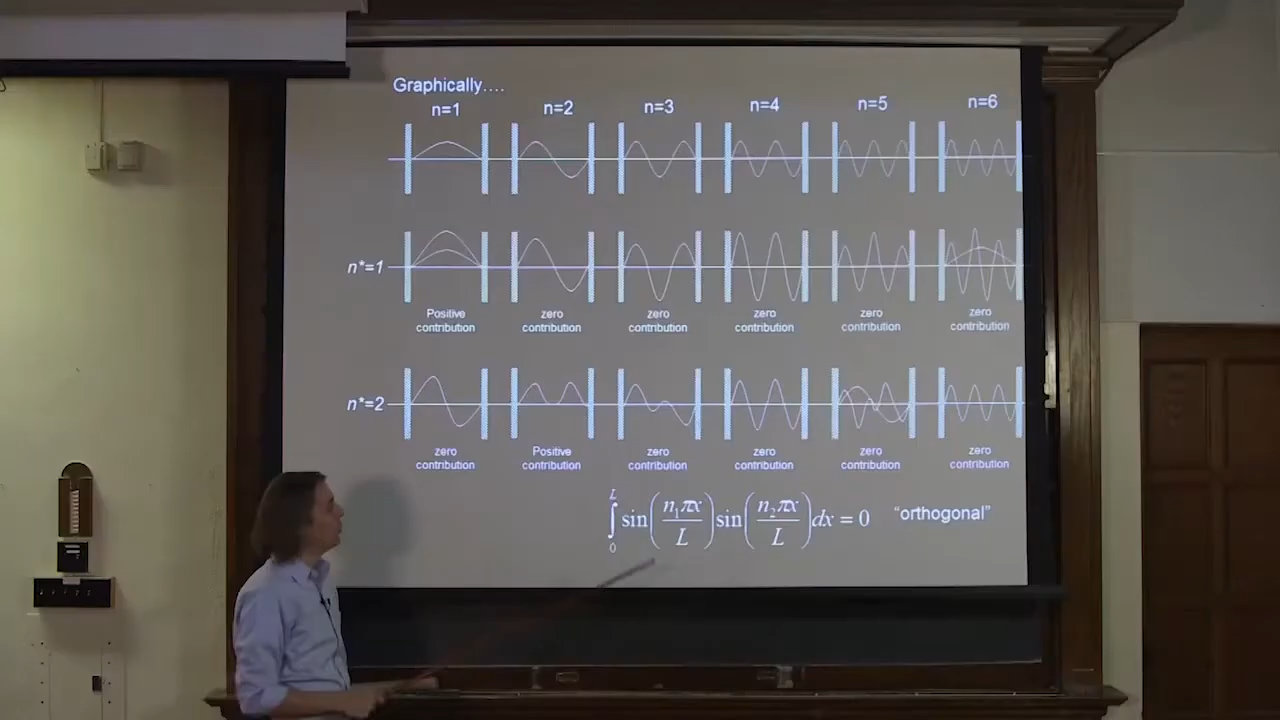 Graphically….
n=1 n=2 n=3 n=4 n=5 n=6
n*=1
Positive contribution
zero contribution
zero contribution
zero contribution
zero contribution
zero contribution
n*=2
zero contribution
Positive contribution
zero contribution
zero contribution
zero contribution
zero contribution
∫₀ᴸ sin(n₁πx/L) sin(n₂πx/L) dx = 0 “orthogonal”